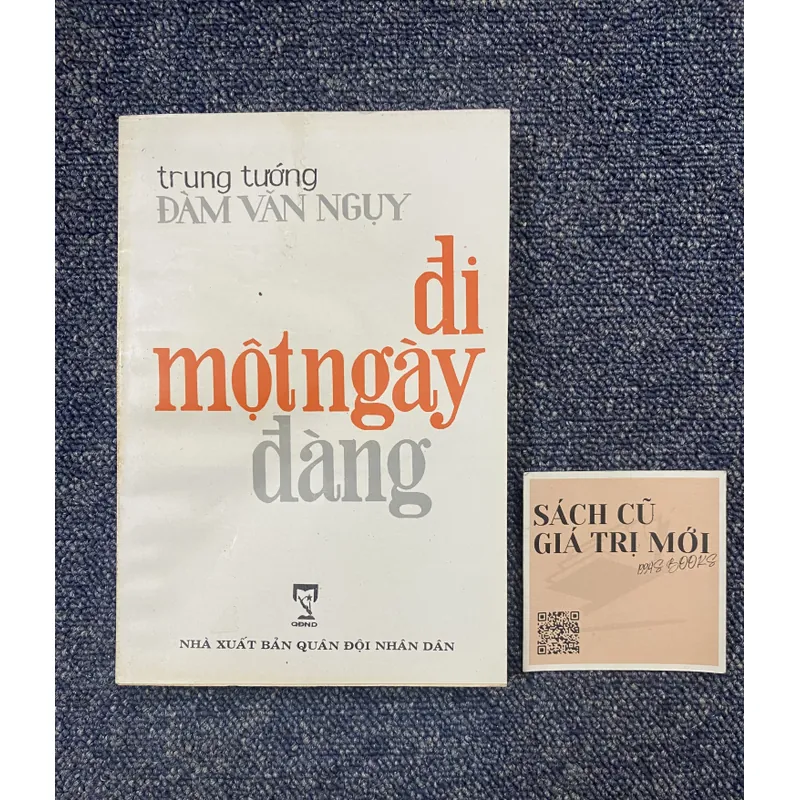 trung tướng
ĐÀM VĂN NGỤY
đi
một ngày
đàng
QĐND
NHÀ XUẤT BẢN QUÂN ĐỘI NHÂN DÂN
SÁCH CŨ
GIÁ TRỊ MỚI
BOOKS